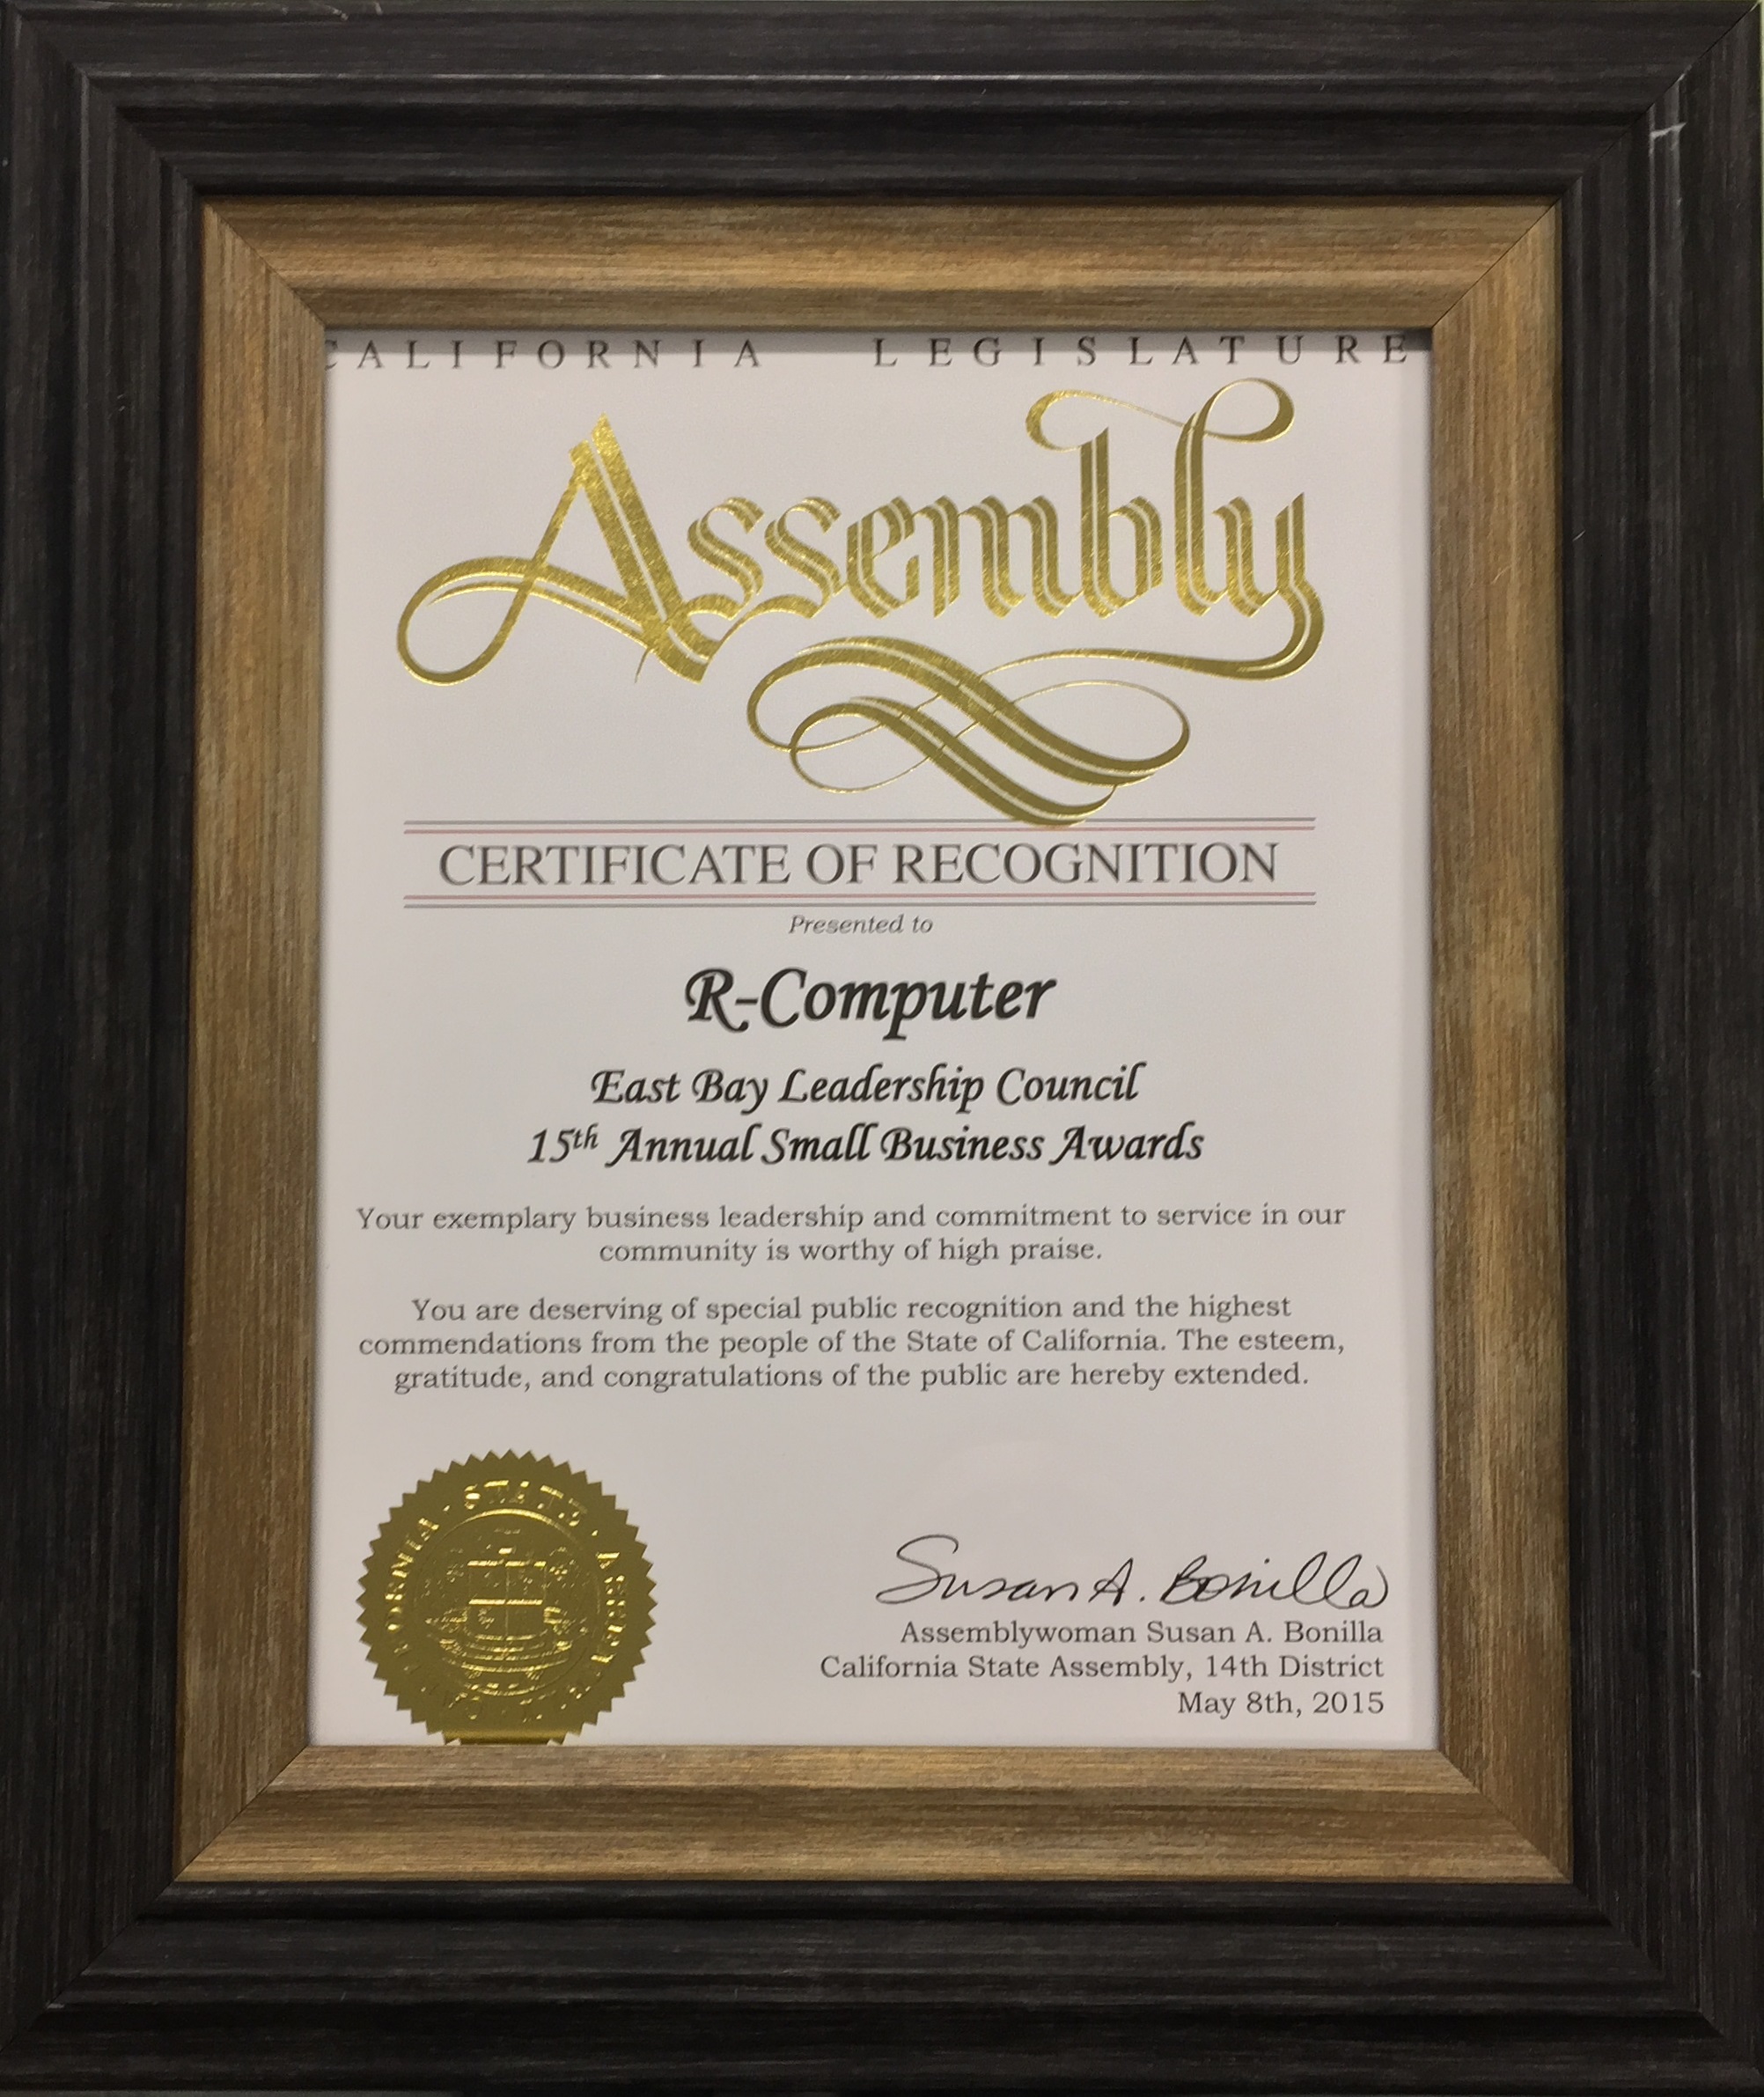 CALIFORNIA LEGISLATURE
Assembly
CERTIFICATE OF RECOGNITION
Presented to
R-Computer
East Bay Leadership Council
15th Annual Small Business Awards
Your exemplary business leadership and commitment to service in our
community is worthy of high praise.
You are deserving of special public recognition and the highest
commendations from the people of the State of California. The esteem,
gratitude, and congratulations of the public are hereby extended.
STATE
Susan A. Bonilla
Assemblywoman Susan A. Bonilla
California State Assembly, 14th District
May 8th, 2015